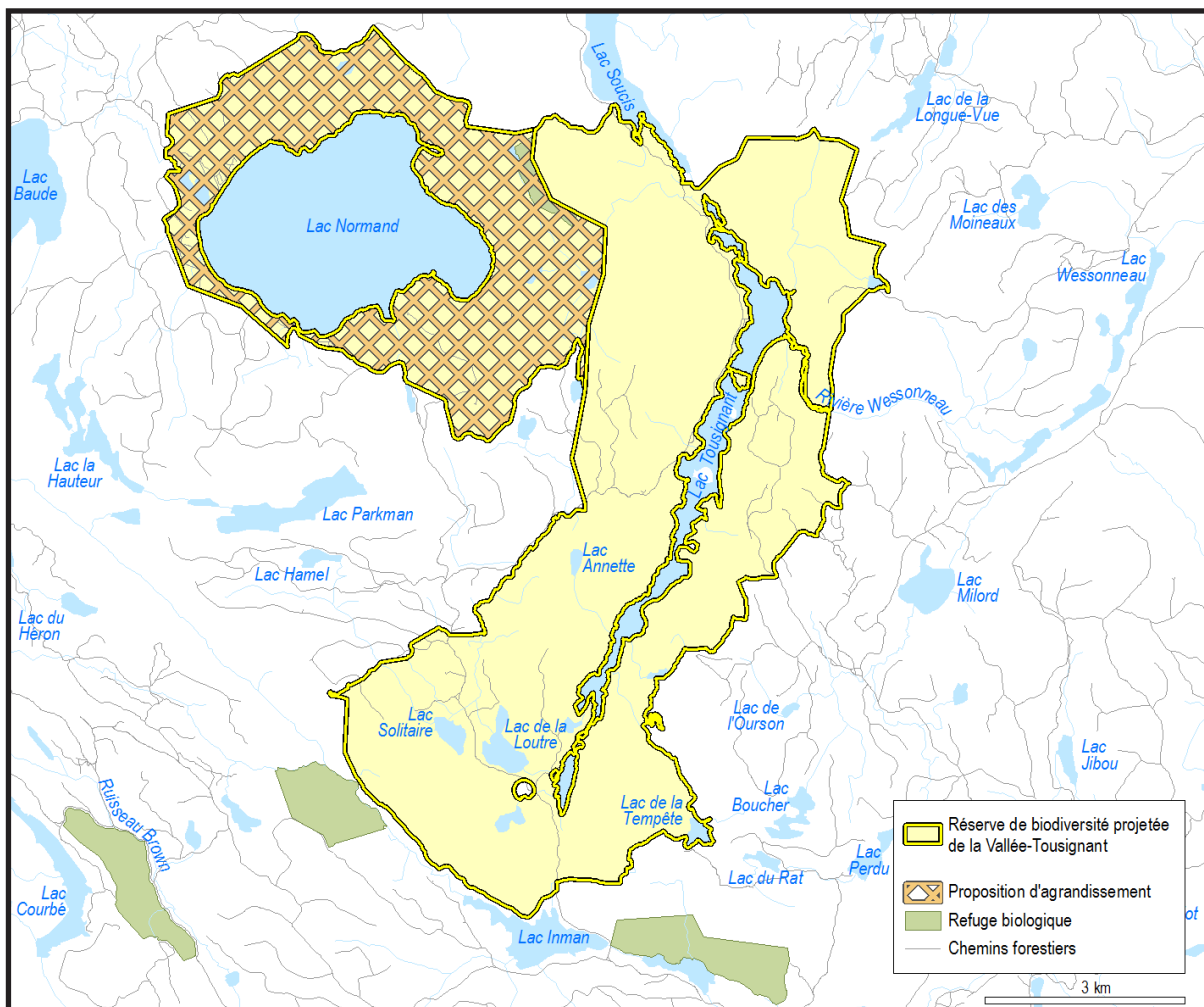 Lac Soucis
Lac de la
Longue-Vue
Lac
Baude
Lac Normand
Lac des
Moineaux
Lac
Wessonneau
Rivière Wessonneau
Lac Tousignant
Lac la
Hauteur
Lac Parkman
Lac
Annette
Lac Hamel
Lac
Milord
Lac du
Héron
Lac
Solitaire
Lac de la
Loutre
Lac de
l'Ourson
Lac
Jibou
Ruisseau Brown
Lac de la
Tempête
Lac
Boucher
Lac
Perdu
Lac du Rat
Lac
Courbé
Lac Inman
ot
Réserve de biodiversité projetée
de la Vallée-Tousignant
Proposition d'agrandissement
Refuge biologique
Chemins forestiers
3 km